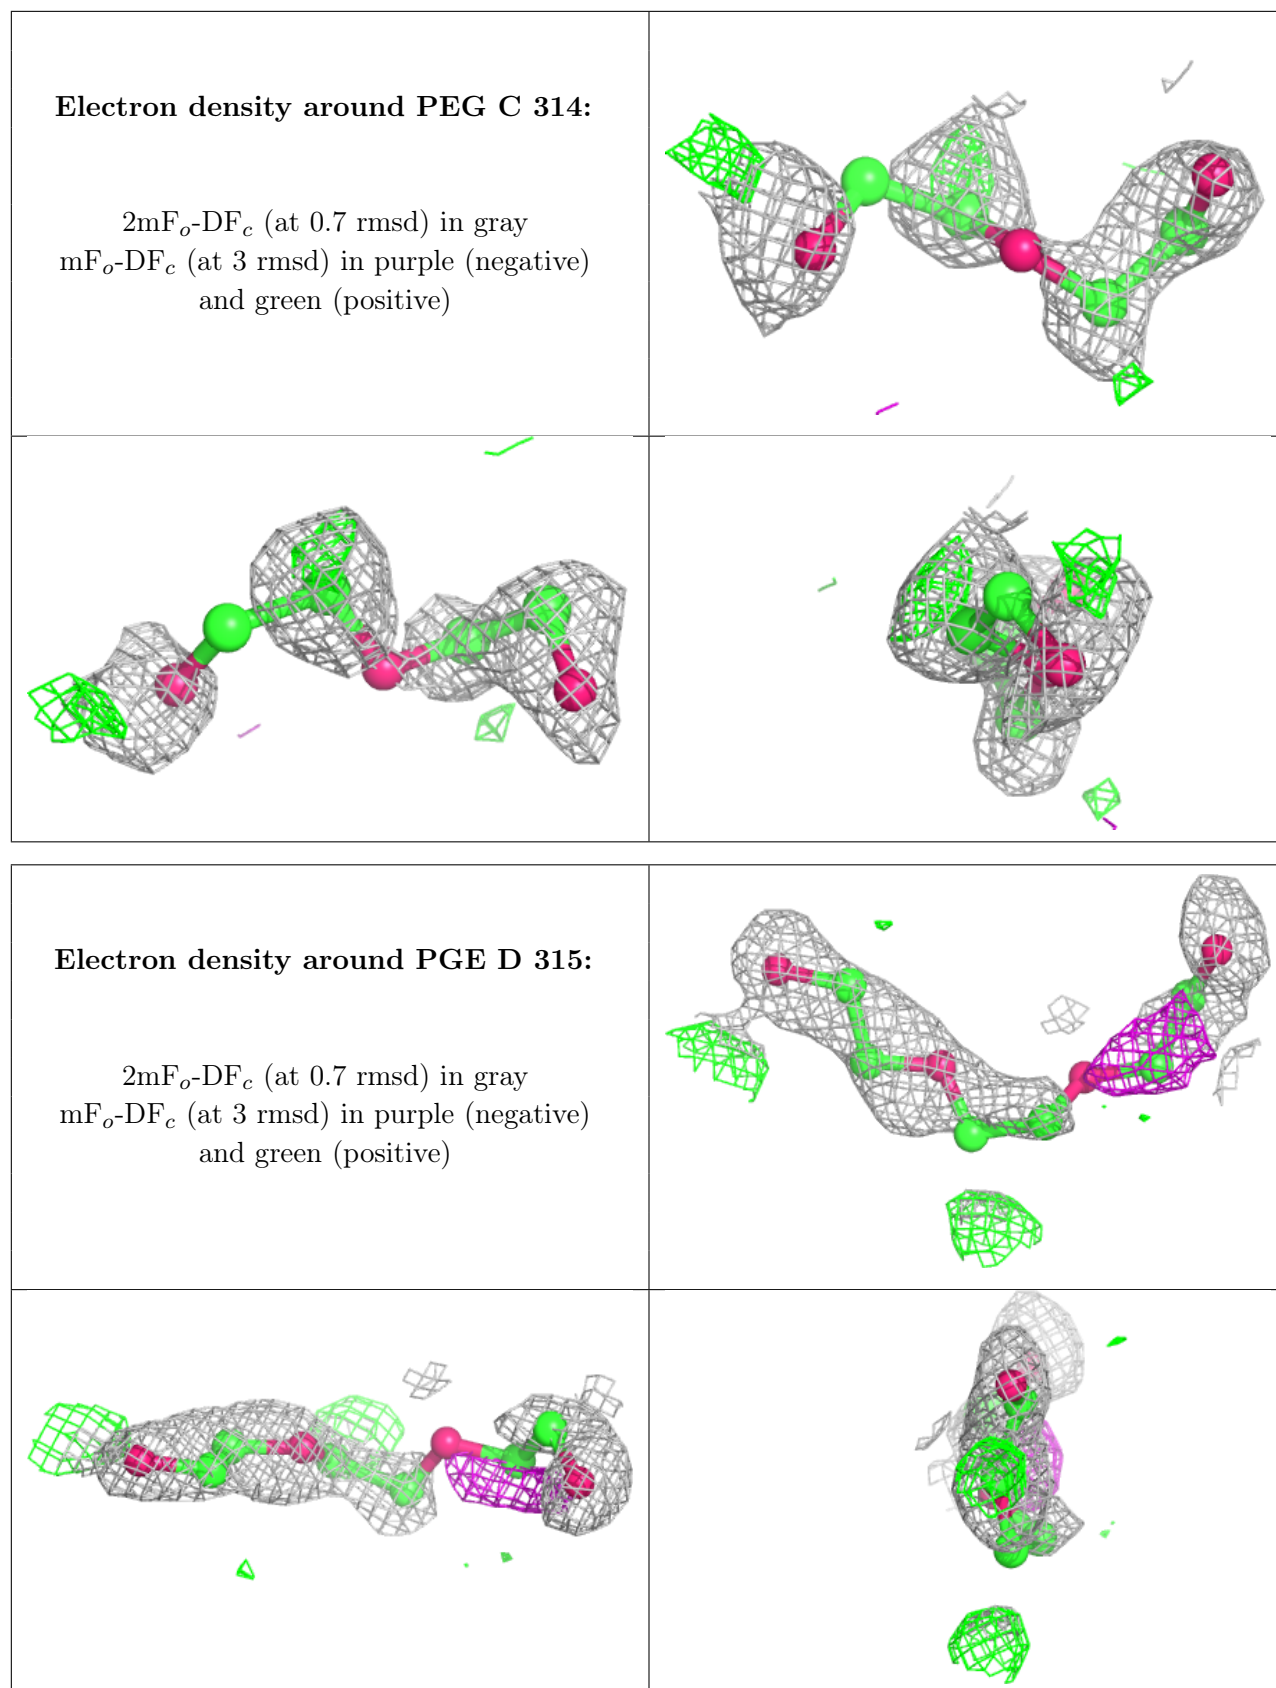 Electron density around PEG C 314:
2mFo-DFc (at 0.7 rmsd) in gray
mFo-DFc (at 3 rmsd) in purple (negative)
and green (positive)
Electron density around PGE D 315:
2mFo-DFc (at 0.7 rmsd) in gray
mFo-DFc (at 3 rmsd) in purple (negative)
and green (positive)